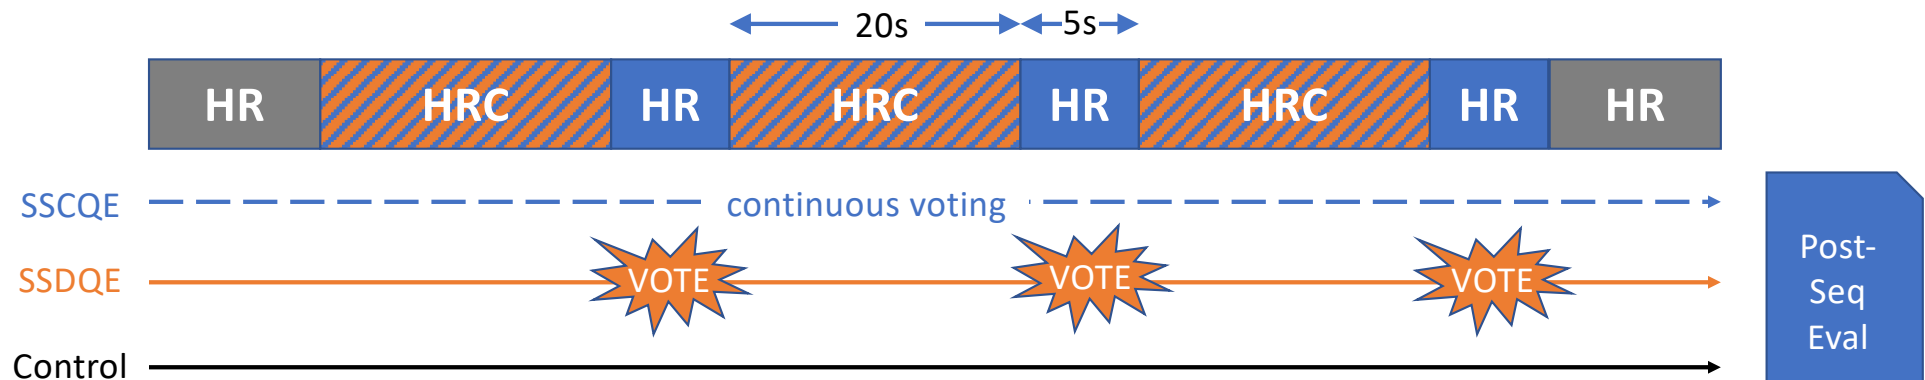 20s 5s
HR HRC HR HRC HR HRC HR HR
SSCQE continuous voting
SSDQE VOTE VOTE VOTE
Control
Post-
Seq
Eval